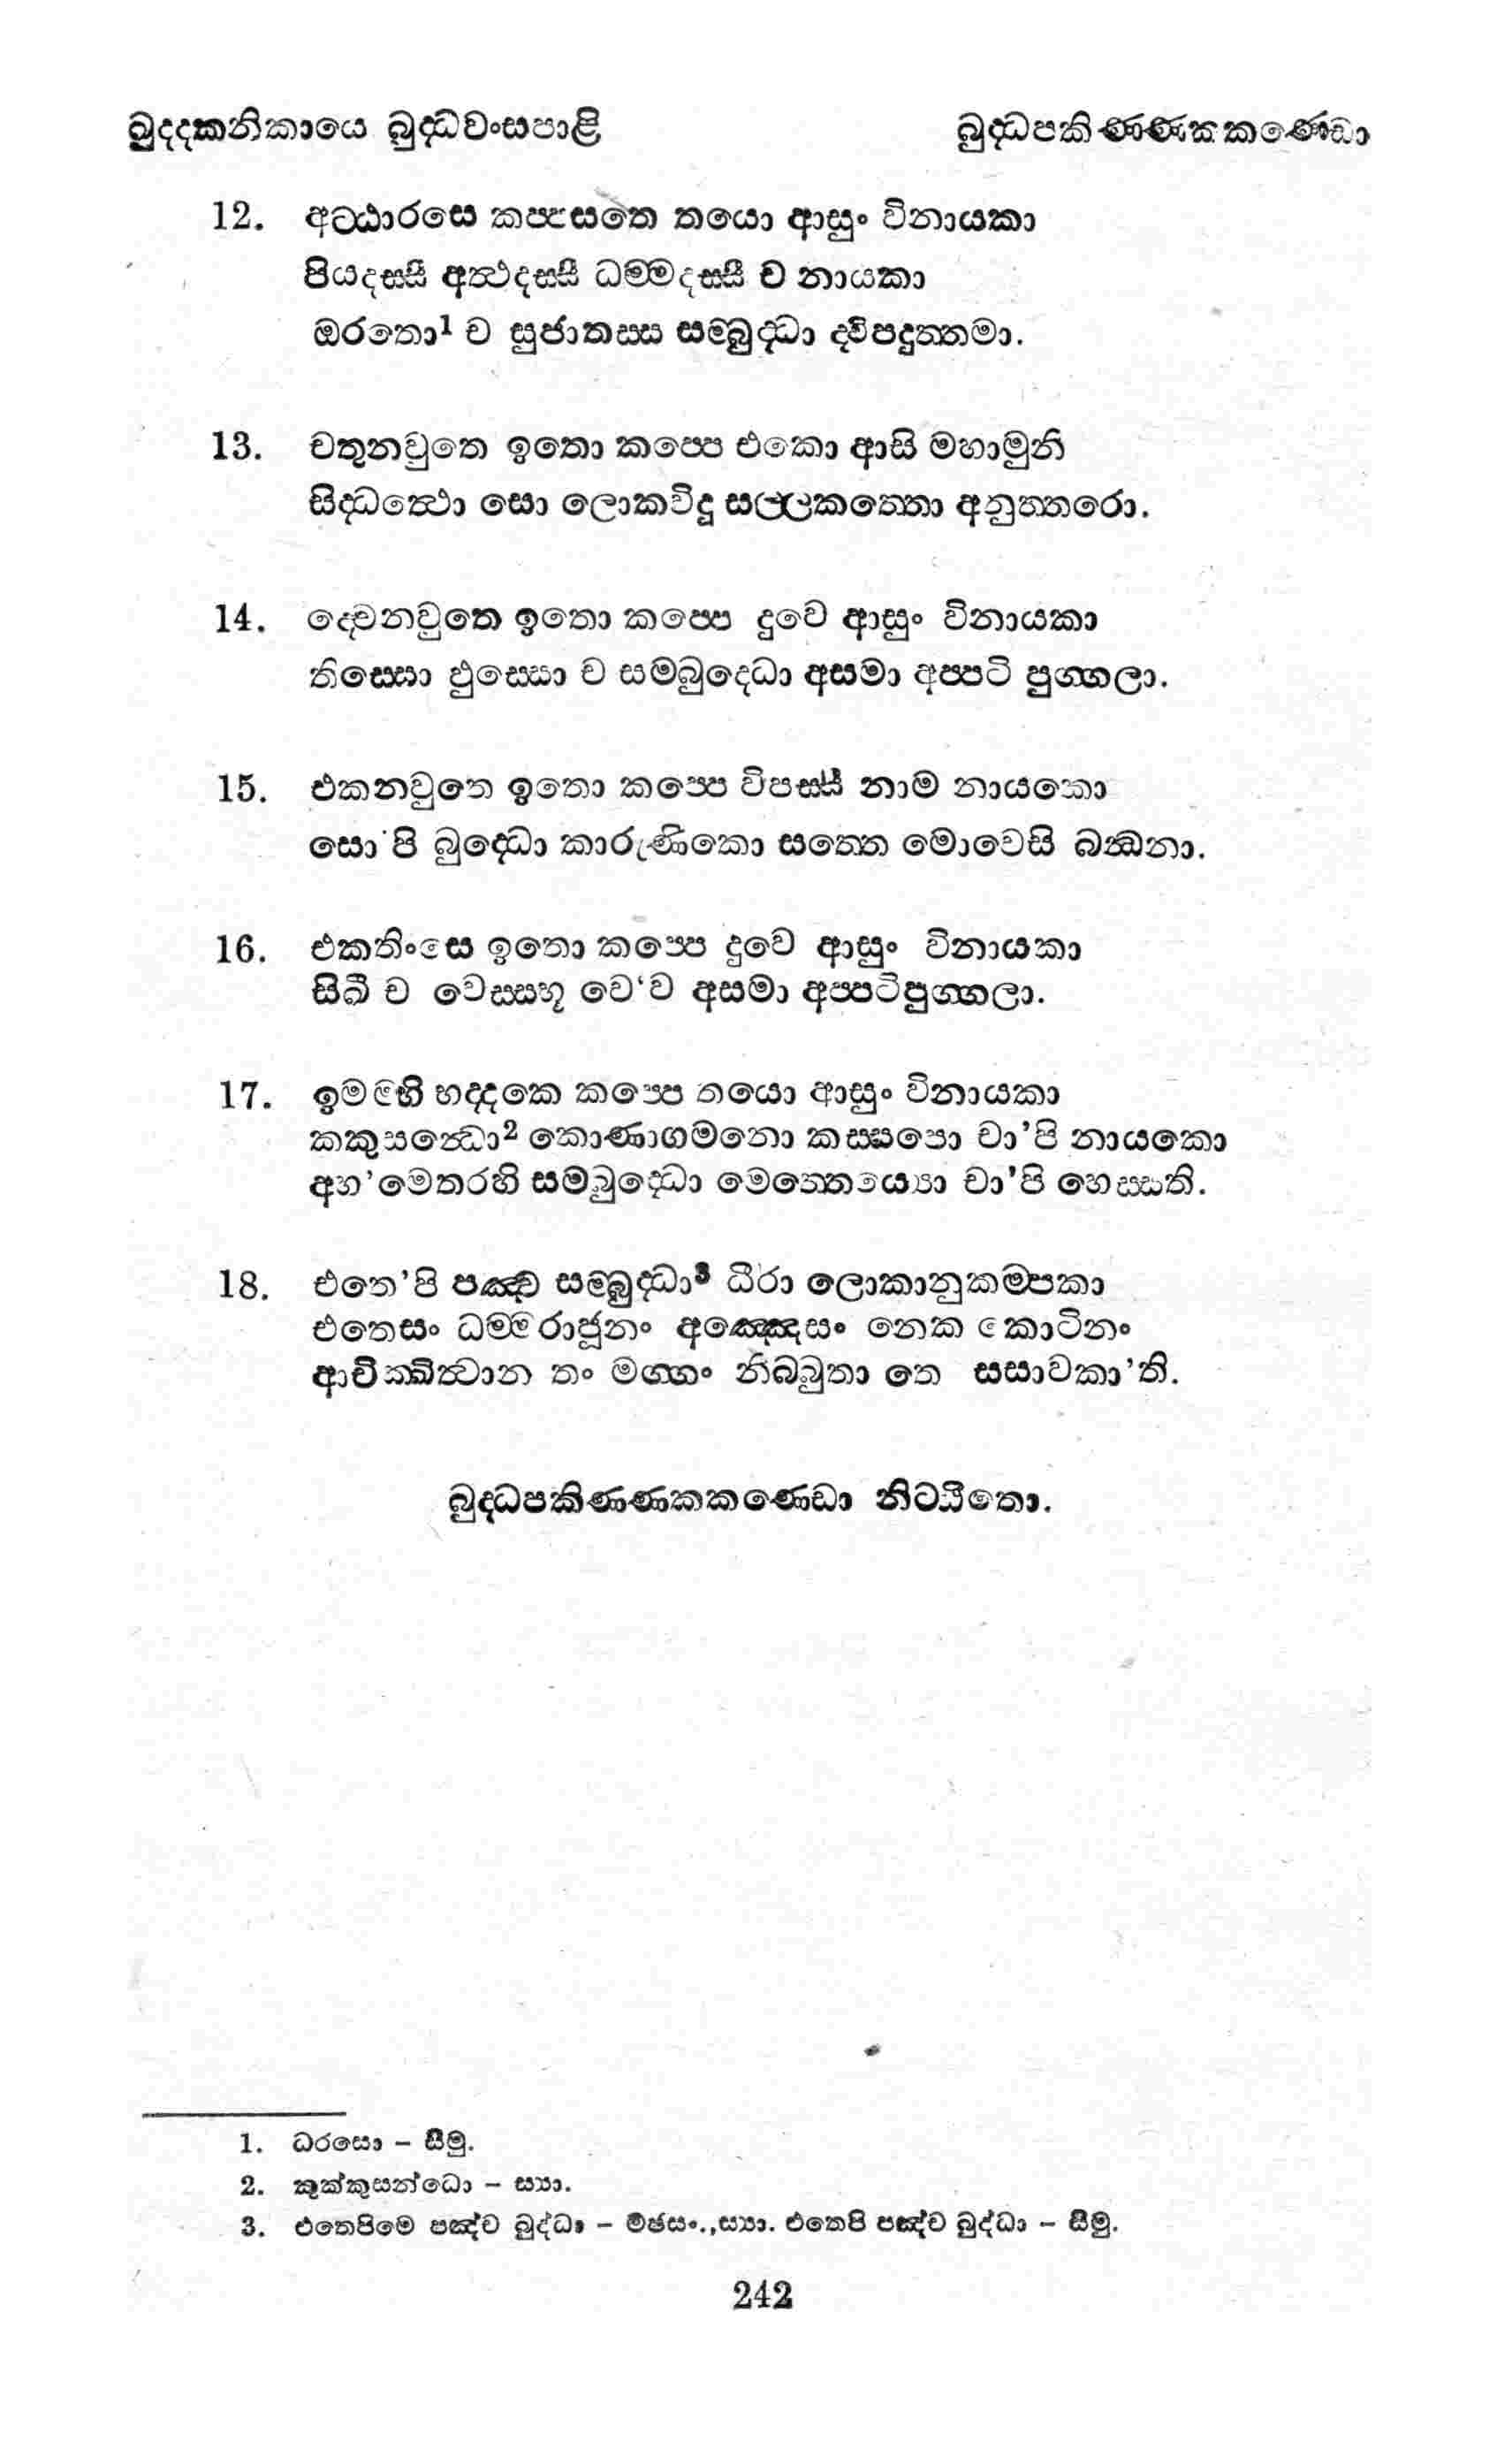 ඛුද්දකනිකායෙ බුද්ධවංසපාළි බුද්ධපකිණ්ණකකණ්ඩො
12. අට්ඨාරසෙ කප්පසතෙ තයො ආසුං විනායකා
පියදස්සී අත්ථදස්සී ධම්මදස්සී ච නායකා
ඔරතො1 ච සුජාතස්ස සම්බුද්ධා ද්විපදුත්තමා.
13. චතුනවුතෙ ඉතො කප්පෙ එකො ආසි මහාමුනි
සිද්ධත්ථො සො ලොකවිදූ සල්ලකත්තො අනුත්තරො.
14. ද්වෙනවුතෙ ඉතො කප්පෙ දුවෙ ආසුං විනායකා
තිස්සො ඵුස්සො ච සම්බුද්ධො අසමා අප්පටි පුග්ගලා.
15. එකනවුතෙ ඉතො කප්පෙ විපස්සී නාම නායකො
සො'පි බුද්ධො කාරුණිකො සත්තෙ මොචෙසි බන්ධනා.
16. එකතිංසෙ ඉතො කප්පෙ දුවෙ ආසුං විනායකා
සිඛී ච වෙස්සභූ චෙ'ව අසමා අප්පටිපුග්ගලා.
17. ඉමම්හි භද්දකෙ කප්පෙ තයො ආසුං විනායකා
කකුසන්ධො2 කොණාගමනො කස්සපො චා'පි නායකො
අහ'මෙතරහි සම්බුද්ධො මෙත්තෙය්යො චා'පි හෙස්සති.
18. එතෙ'පි පඤ්ච සම්බුද්ධා3 ධීරා ලොකානුකම්පකා
එතෙසං ධම්මරාජූනං අඤ්ඤෙසං නෙක කොටිනං
ආචික්ඛිත්වාන තං මග්ගං නිබ්බුතා තෙ සසාවකා'ති.
බුද්ධපකිණ්ණකකණ්ඩො නිට්ඨිතො.
1. ධරසො – සීමු.
2. කුක්කුසන්ධො – ස්‍යා.
3. එතෙපිමෙ පඤ්ච බුද්ධා – මඡසං.,ස්‍යා. එතෙපි පඤ්ච බුද්ධා – සීමු.
242